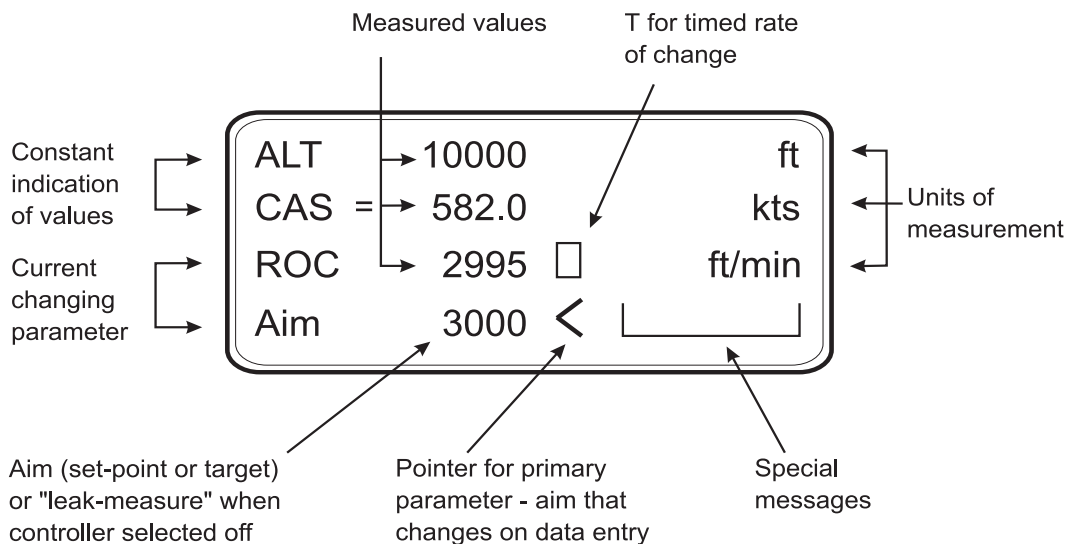 Measured values
T for timed rate
of change
Constant
indication
of values
Current
changing
parameter
ALT 10000 ft
CAS = 582.0 kts
ROC 2995 ft/min
Aim 3000 <
Units of
measurement
Aim (set-point or target)
or "leak-measure" when
controller selected off
Pointer for primary
parameter - aim that
changes on data entry
Special
messages